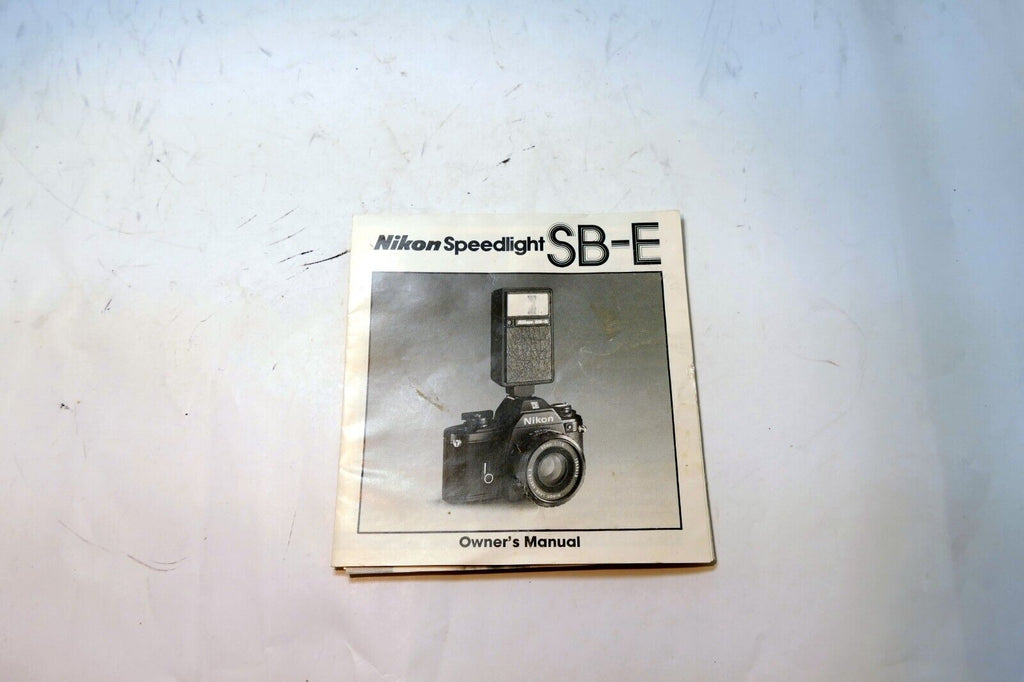 Nikon Speedlight SB-E
Nikon
Owner's Manual